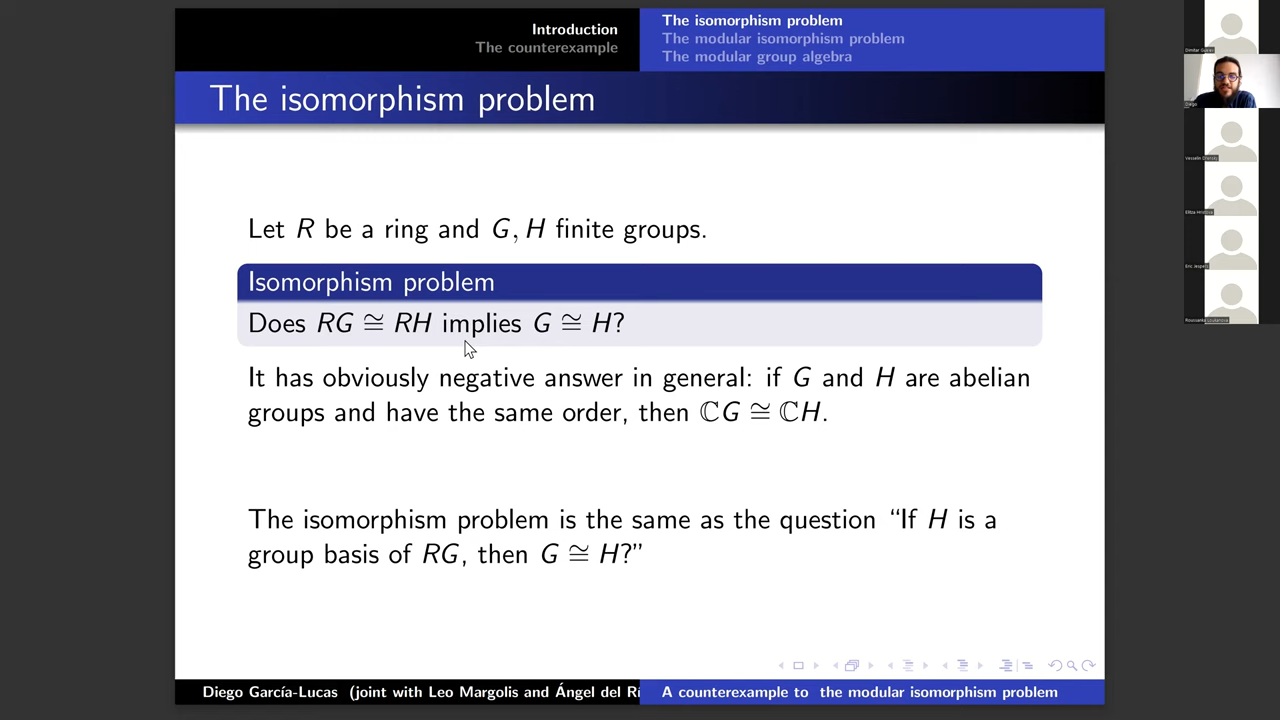 Introduction
The counterexample
The isomorphism problem
The modular isomorphism problem
The modular group algebra
The isomorphism problem
Let R be a ring and G, H finite groups.
Isomorphism problem
Does RG ≅ RH implies G ≅ H?
It has obviously negative answer in general: if G and H are abelian
groups and have the same order, then ℂG ≅ ℂH.
The isomorphism problem is the same as the question “If H is a
group basis of RG, then G ≅ H?”
Diego García-Lucas (joint with Leo Margolis and Ángel del Rí
A counterexample to the modular isomorphism problem
Diego